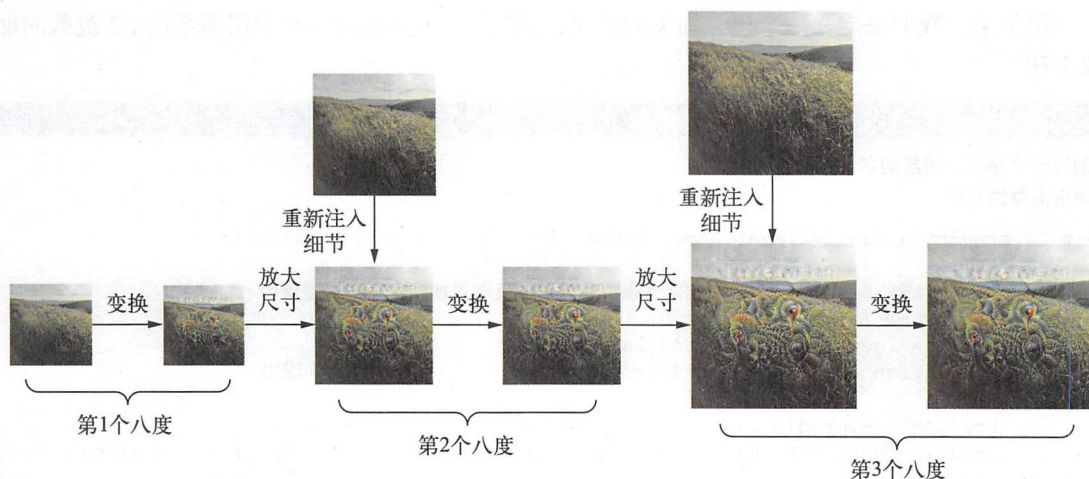 重新注入
细节
重新注入
细节
变换
放大
尺寸
变换
放大
尺寸
变换
第1个八度
第2个八度
第3个八度